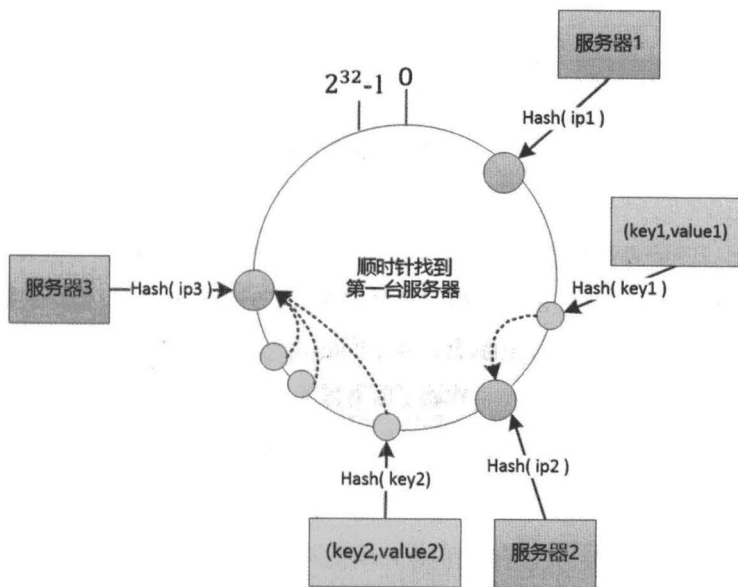 服务器1
2³²-1 0
Hash( ip1 )
(key1,value1)
顺时针找到
第一台服务器
服务器3
Hash( ip3 )
Hash( key1 )
Hash( key2)
Hash( ip2 )
(key2,value2)
服务器2